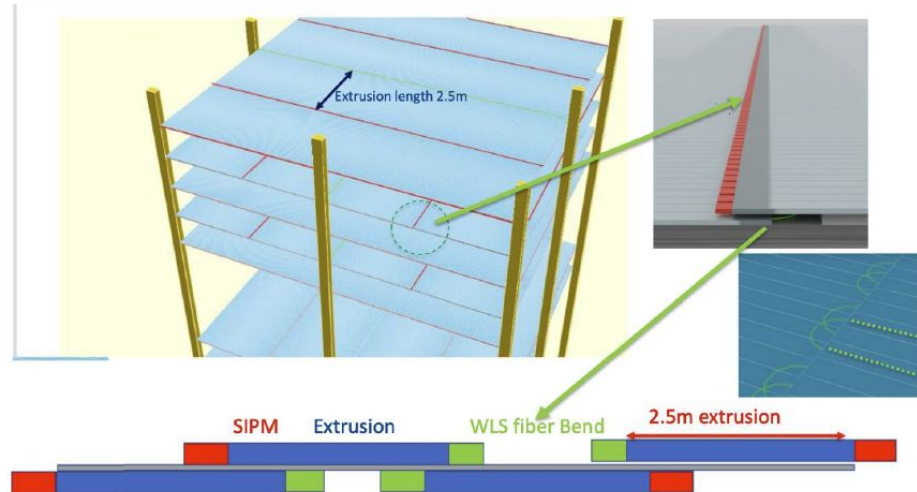 Extrusion length 2.5m
SIPM
Extrusion
WLS fiber Bend
2.5m extrusion